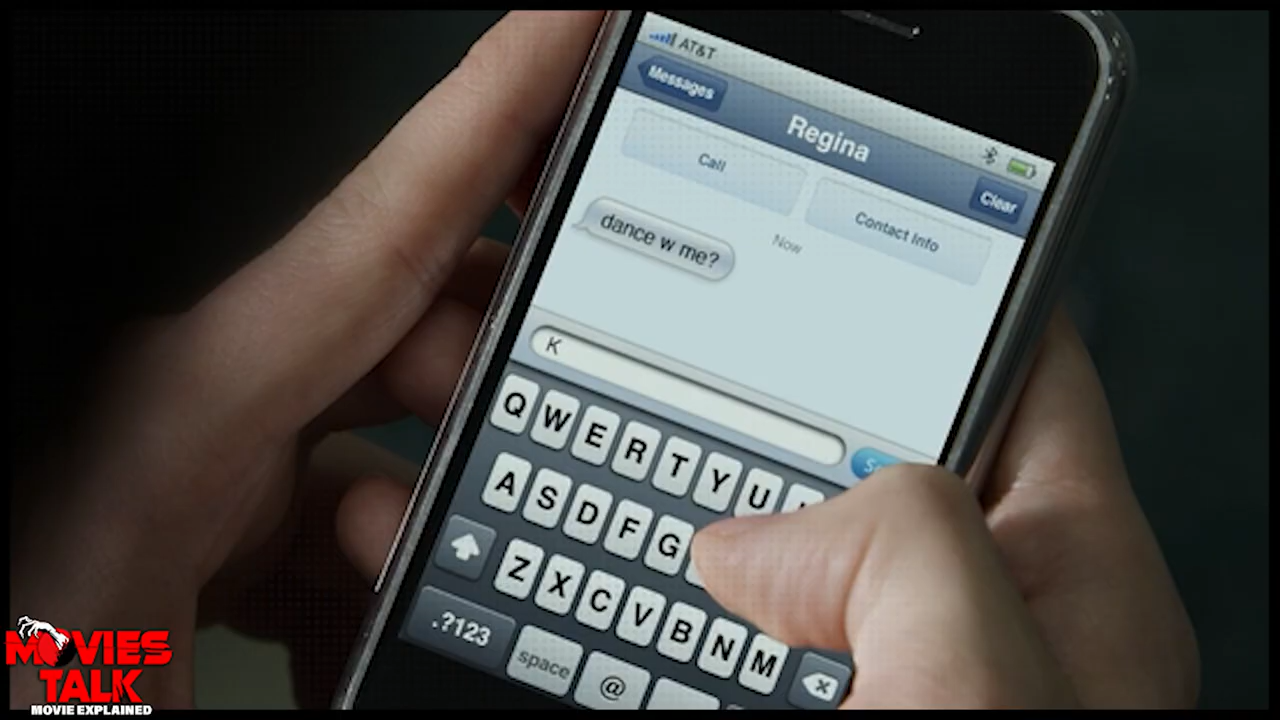 AT&T
Messages
Regina
Clear
Call
Contact Info
Now
dance w me?
K
Q W E R T Y U
A S D F G
Z X C V B N M
.?123
space
@
MOVIES
TALK
MOVIE EXPLAINED